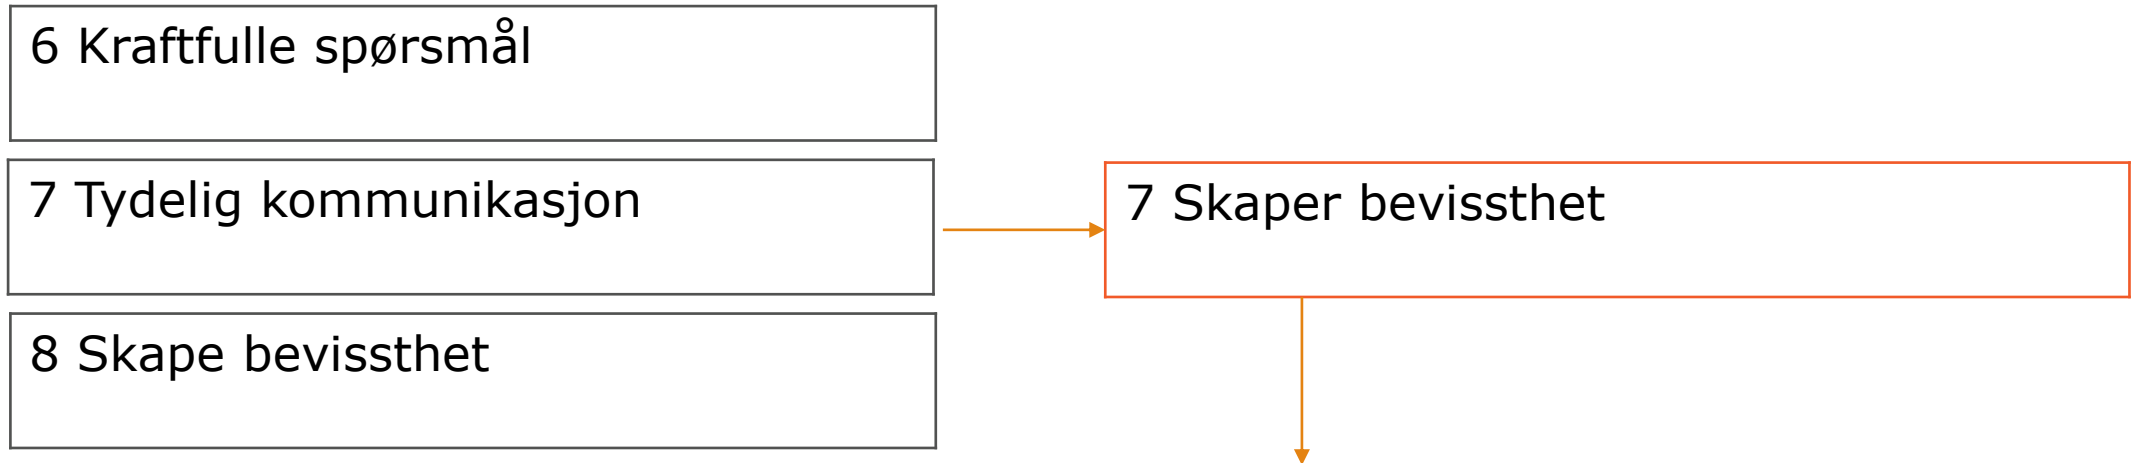 6 Kraftfulle spørsmål
7 Tydelig kommunikasjon
7 Skaper bevissthet
8 Skape bevissthet